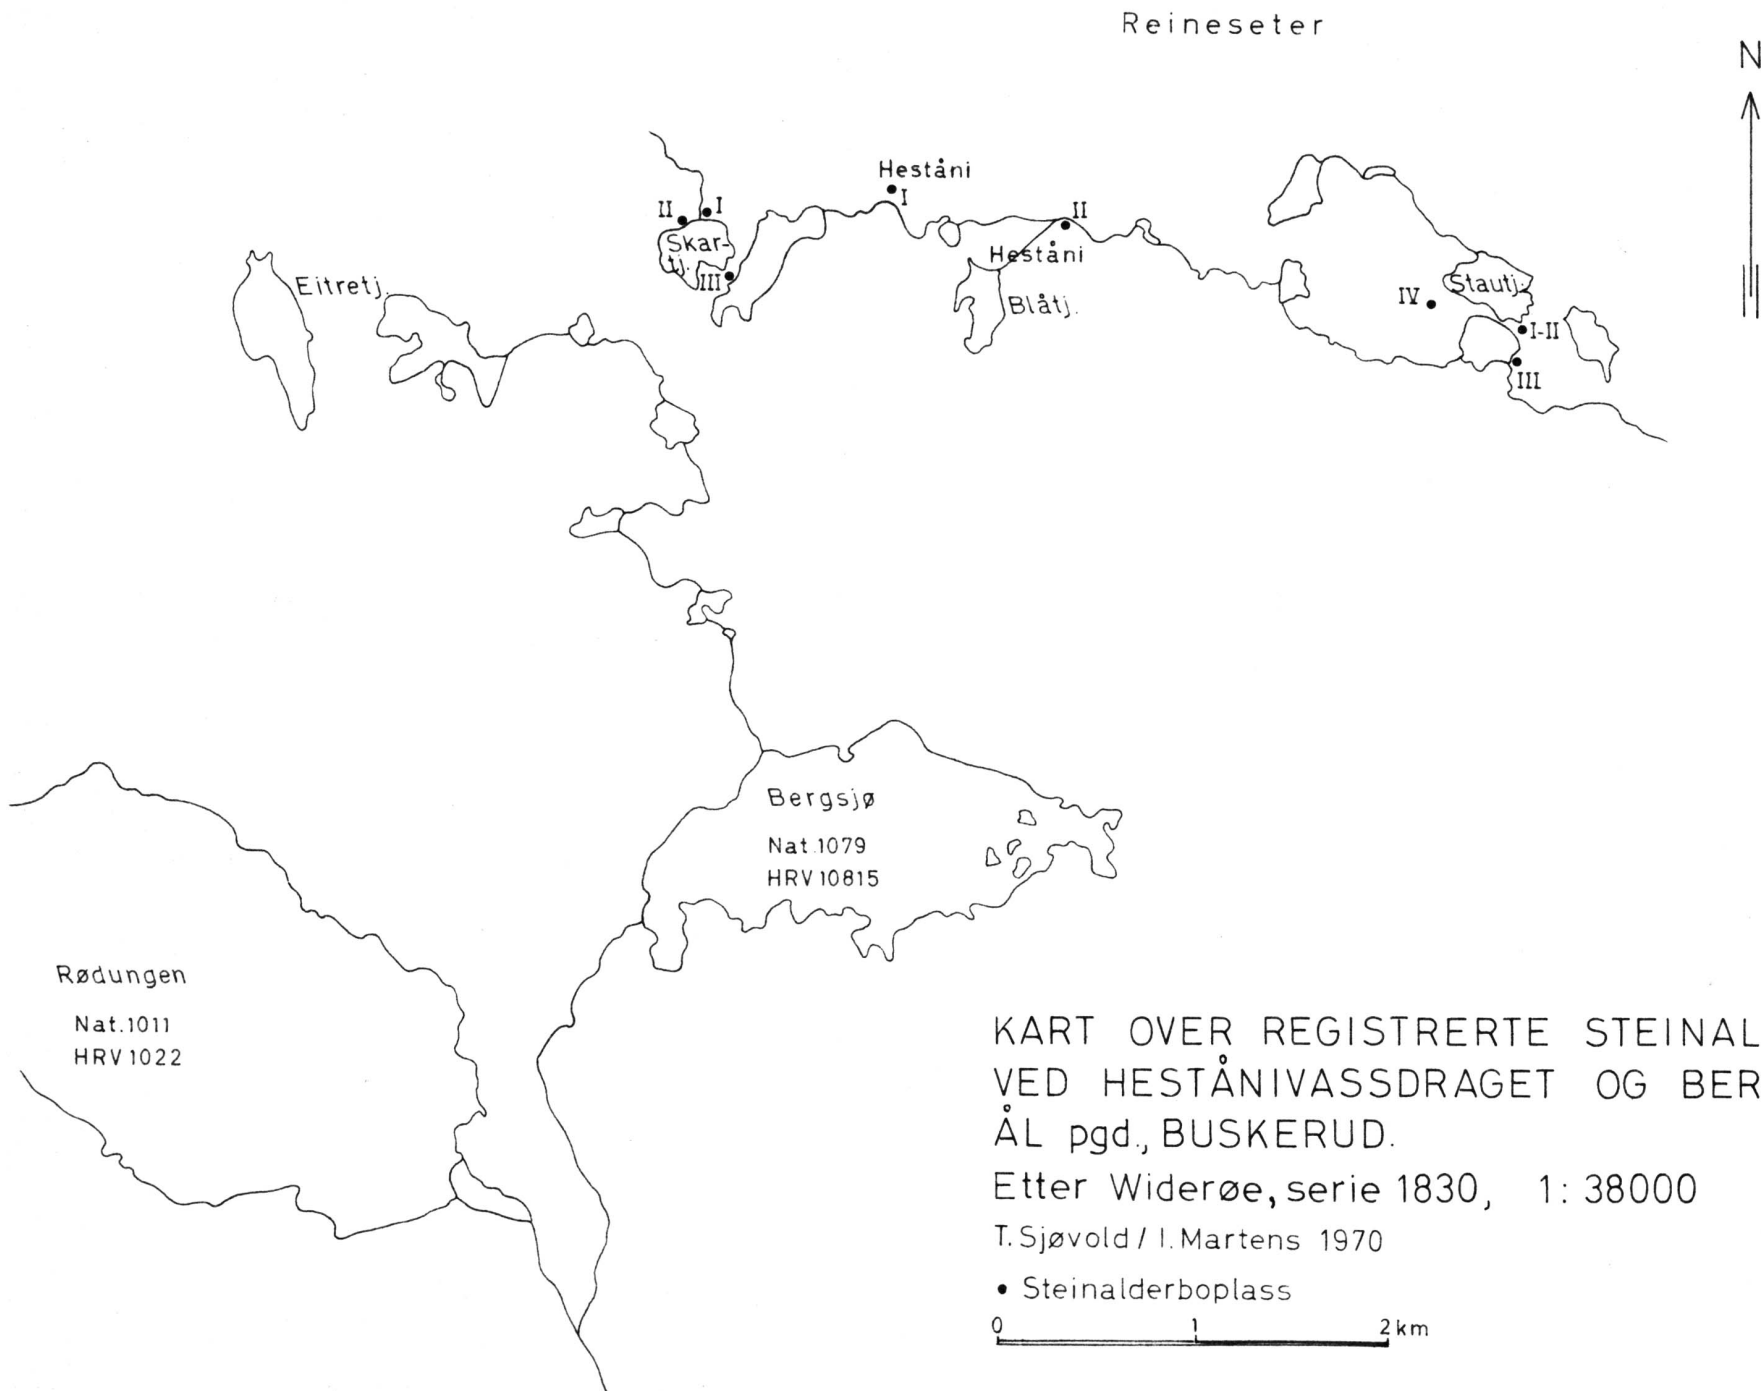 Reineseter
N
Heståni
I
II
I
II
Skar-
tj.
III
Heståni
Eitretj.
Blåtj.
Stautj.
IV
I-II
III
Bergsjø
Nat.1079
HRV 10815
Rødungen
Nat.1011
HRV 1022
KART OVER REGISTRERTE STEINAL
VED HESTÅNIVASSDRAGET OG BER
ÅL pgd., BUSKERUD.
Etter Widerøe, serie 1830, 1: 38000
T. Sjøvold / I. Martens 1970
• Steinalderboplass
0 1 2 km